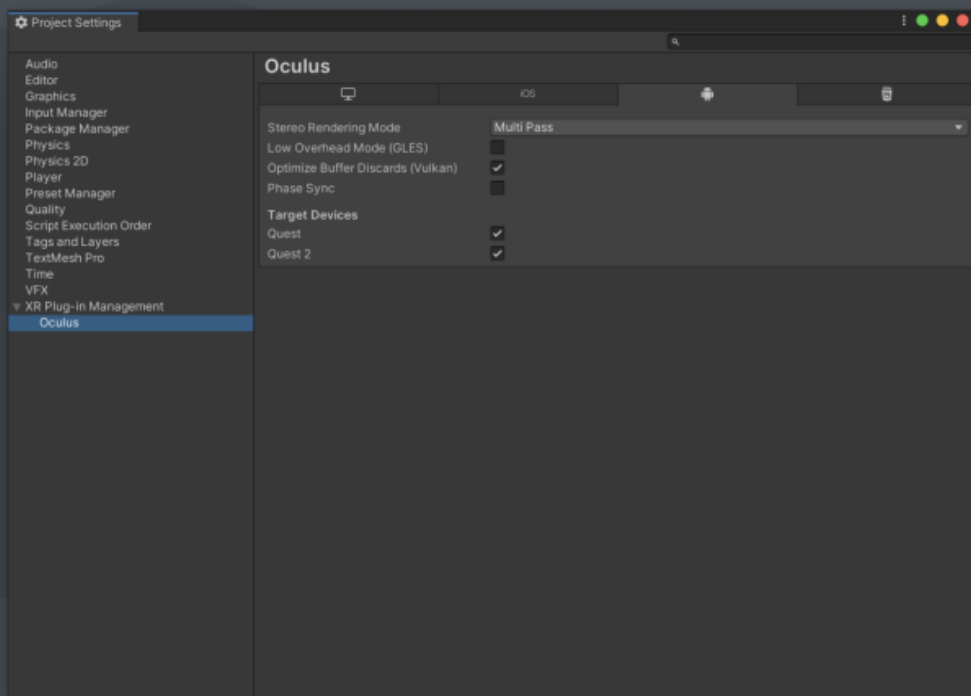 Project Settings
Audio
Editor
Graphics
Input Manager
Package Manager
Physics
Physics 2D
Player
Preset Manager
Quality
Script Execution Order
Tags and Layers
TextMesh Pro
Time
VFX
XR Plug-in Management
Oculus
Oculus
iOS
Stereo Rendering Mode Multi Pass
Low Overhead Mode (GLES)
Optimize Buffer Discards (Vulkan)
Phase Sync
Target Devices
Quest
Quest 2